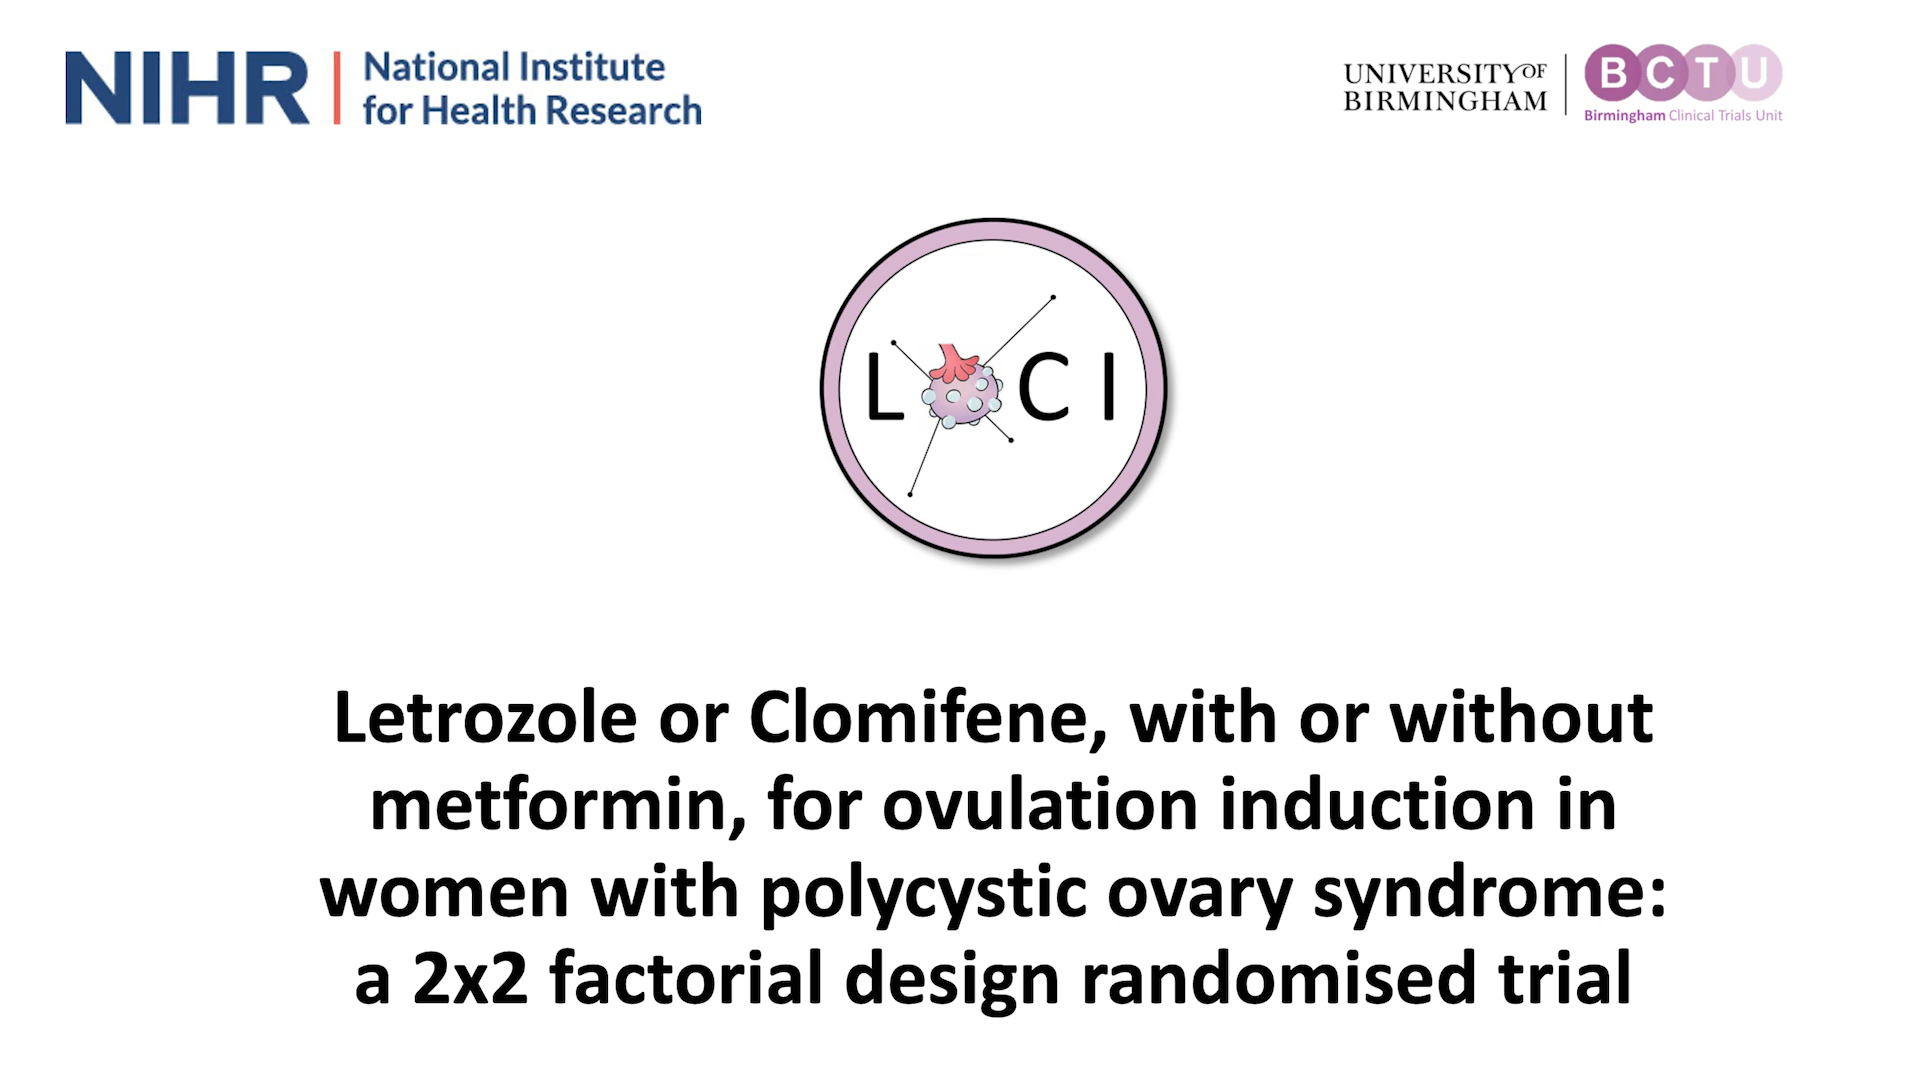 NIHR | National Institute
for Health Research
UNIVERSITY OF
BIRMINGHAM
BCTU
Birmingham Clinical Trials Unit
L CI
Letrozole or Clomifene, with or without
metformin, for ovulation induction in
women with polycystic ovary syndrome:
a 2x2 factorial design randomised trial